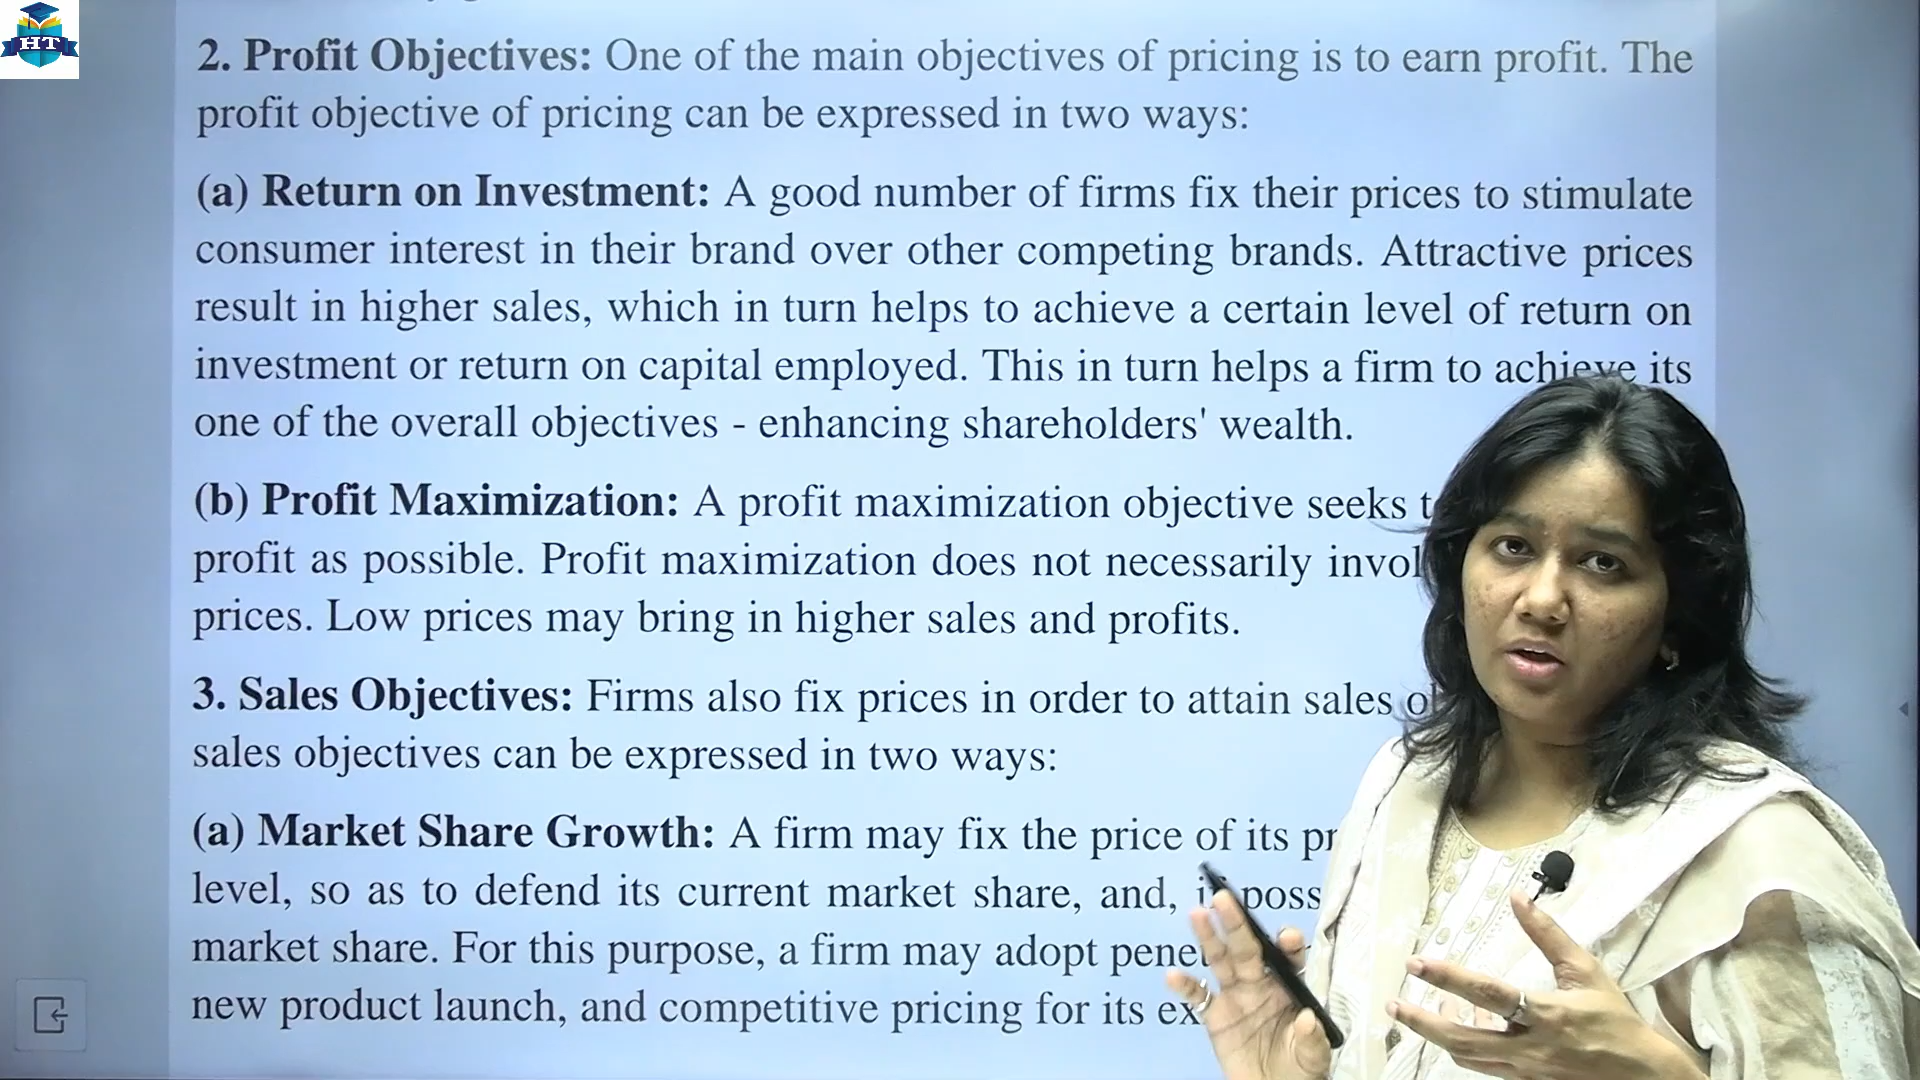 HT
2. Profit Objectives: One of the main objectives of pricing is to earn profit. The
profit objective of pricing can be expressed in two ways:
(a) Return on Investment: A good number of firms fix their prices to stimulate
consumer interest in their brand over other competing brands. Attractive prices
result in higher sales, which in turn helps to achieve a certain level of return on
investment or return on capital employed. This in turn helps a firm to achieve its
one of the overall objectives - enhancing shareholders' wealth.
(b) Profit Maximization: A profit maximization objective seeks
profit as possible. Profit maximization does not necessarily
prices. Low prices may bring in higher sales and profits.
3. Sales Objectives: Firms also fix prices in order to attain sales
sales objectives can be expressed in two ways:
(a) Market Share Growth: A firm may fix the price of its
level, so as to defend its current market share, and,
market share. For this purpose, a firm may adopt
new product launch, and competitive pricing for its